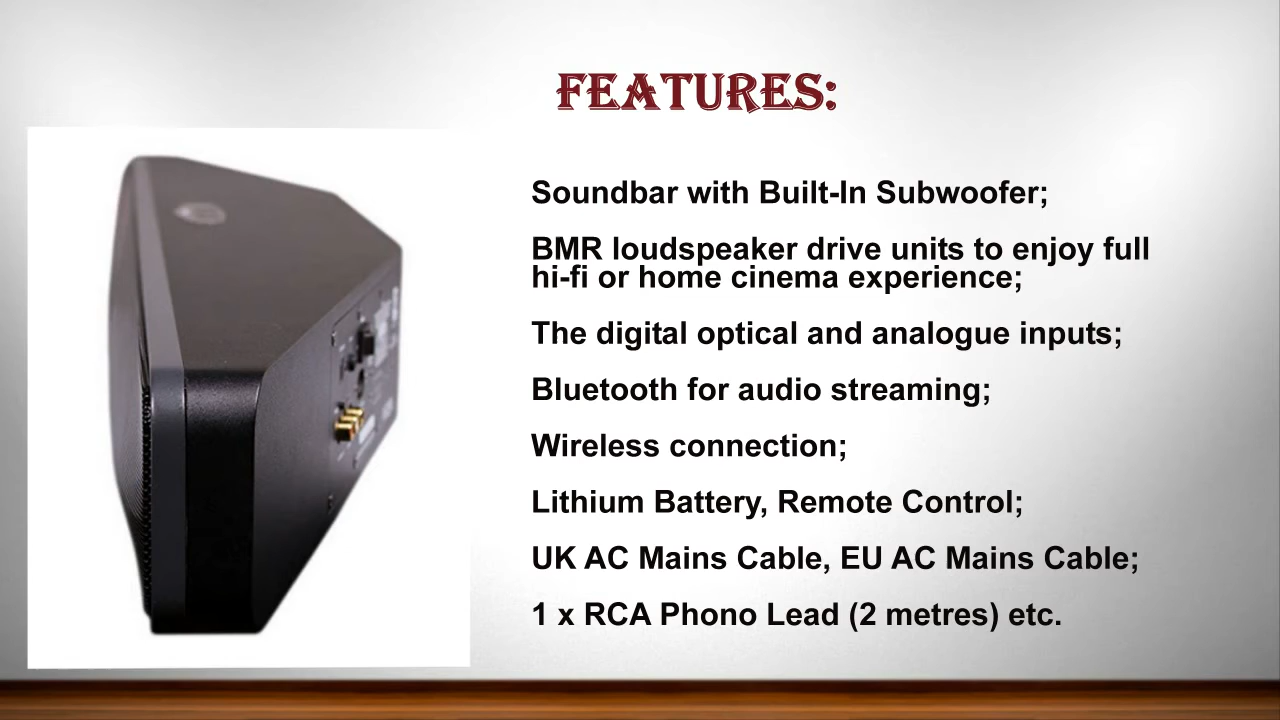 FEATURES:
Soundbar with Built-In Subwoofer;
BMR loudspeaker drive units to enjoy full
hi-fi or home cinema experience;
The digital optical and analogue inputs;
Bluetooth for audio streaming;
Wireless connection;
Lithium Battery, Remote Control;
UK AC Mains Cable, EU AC Mains Cable;
1 x RCA Phono Lead (2 metres) etc.